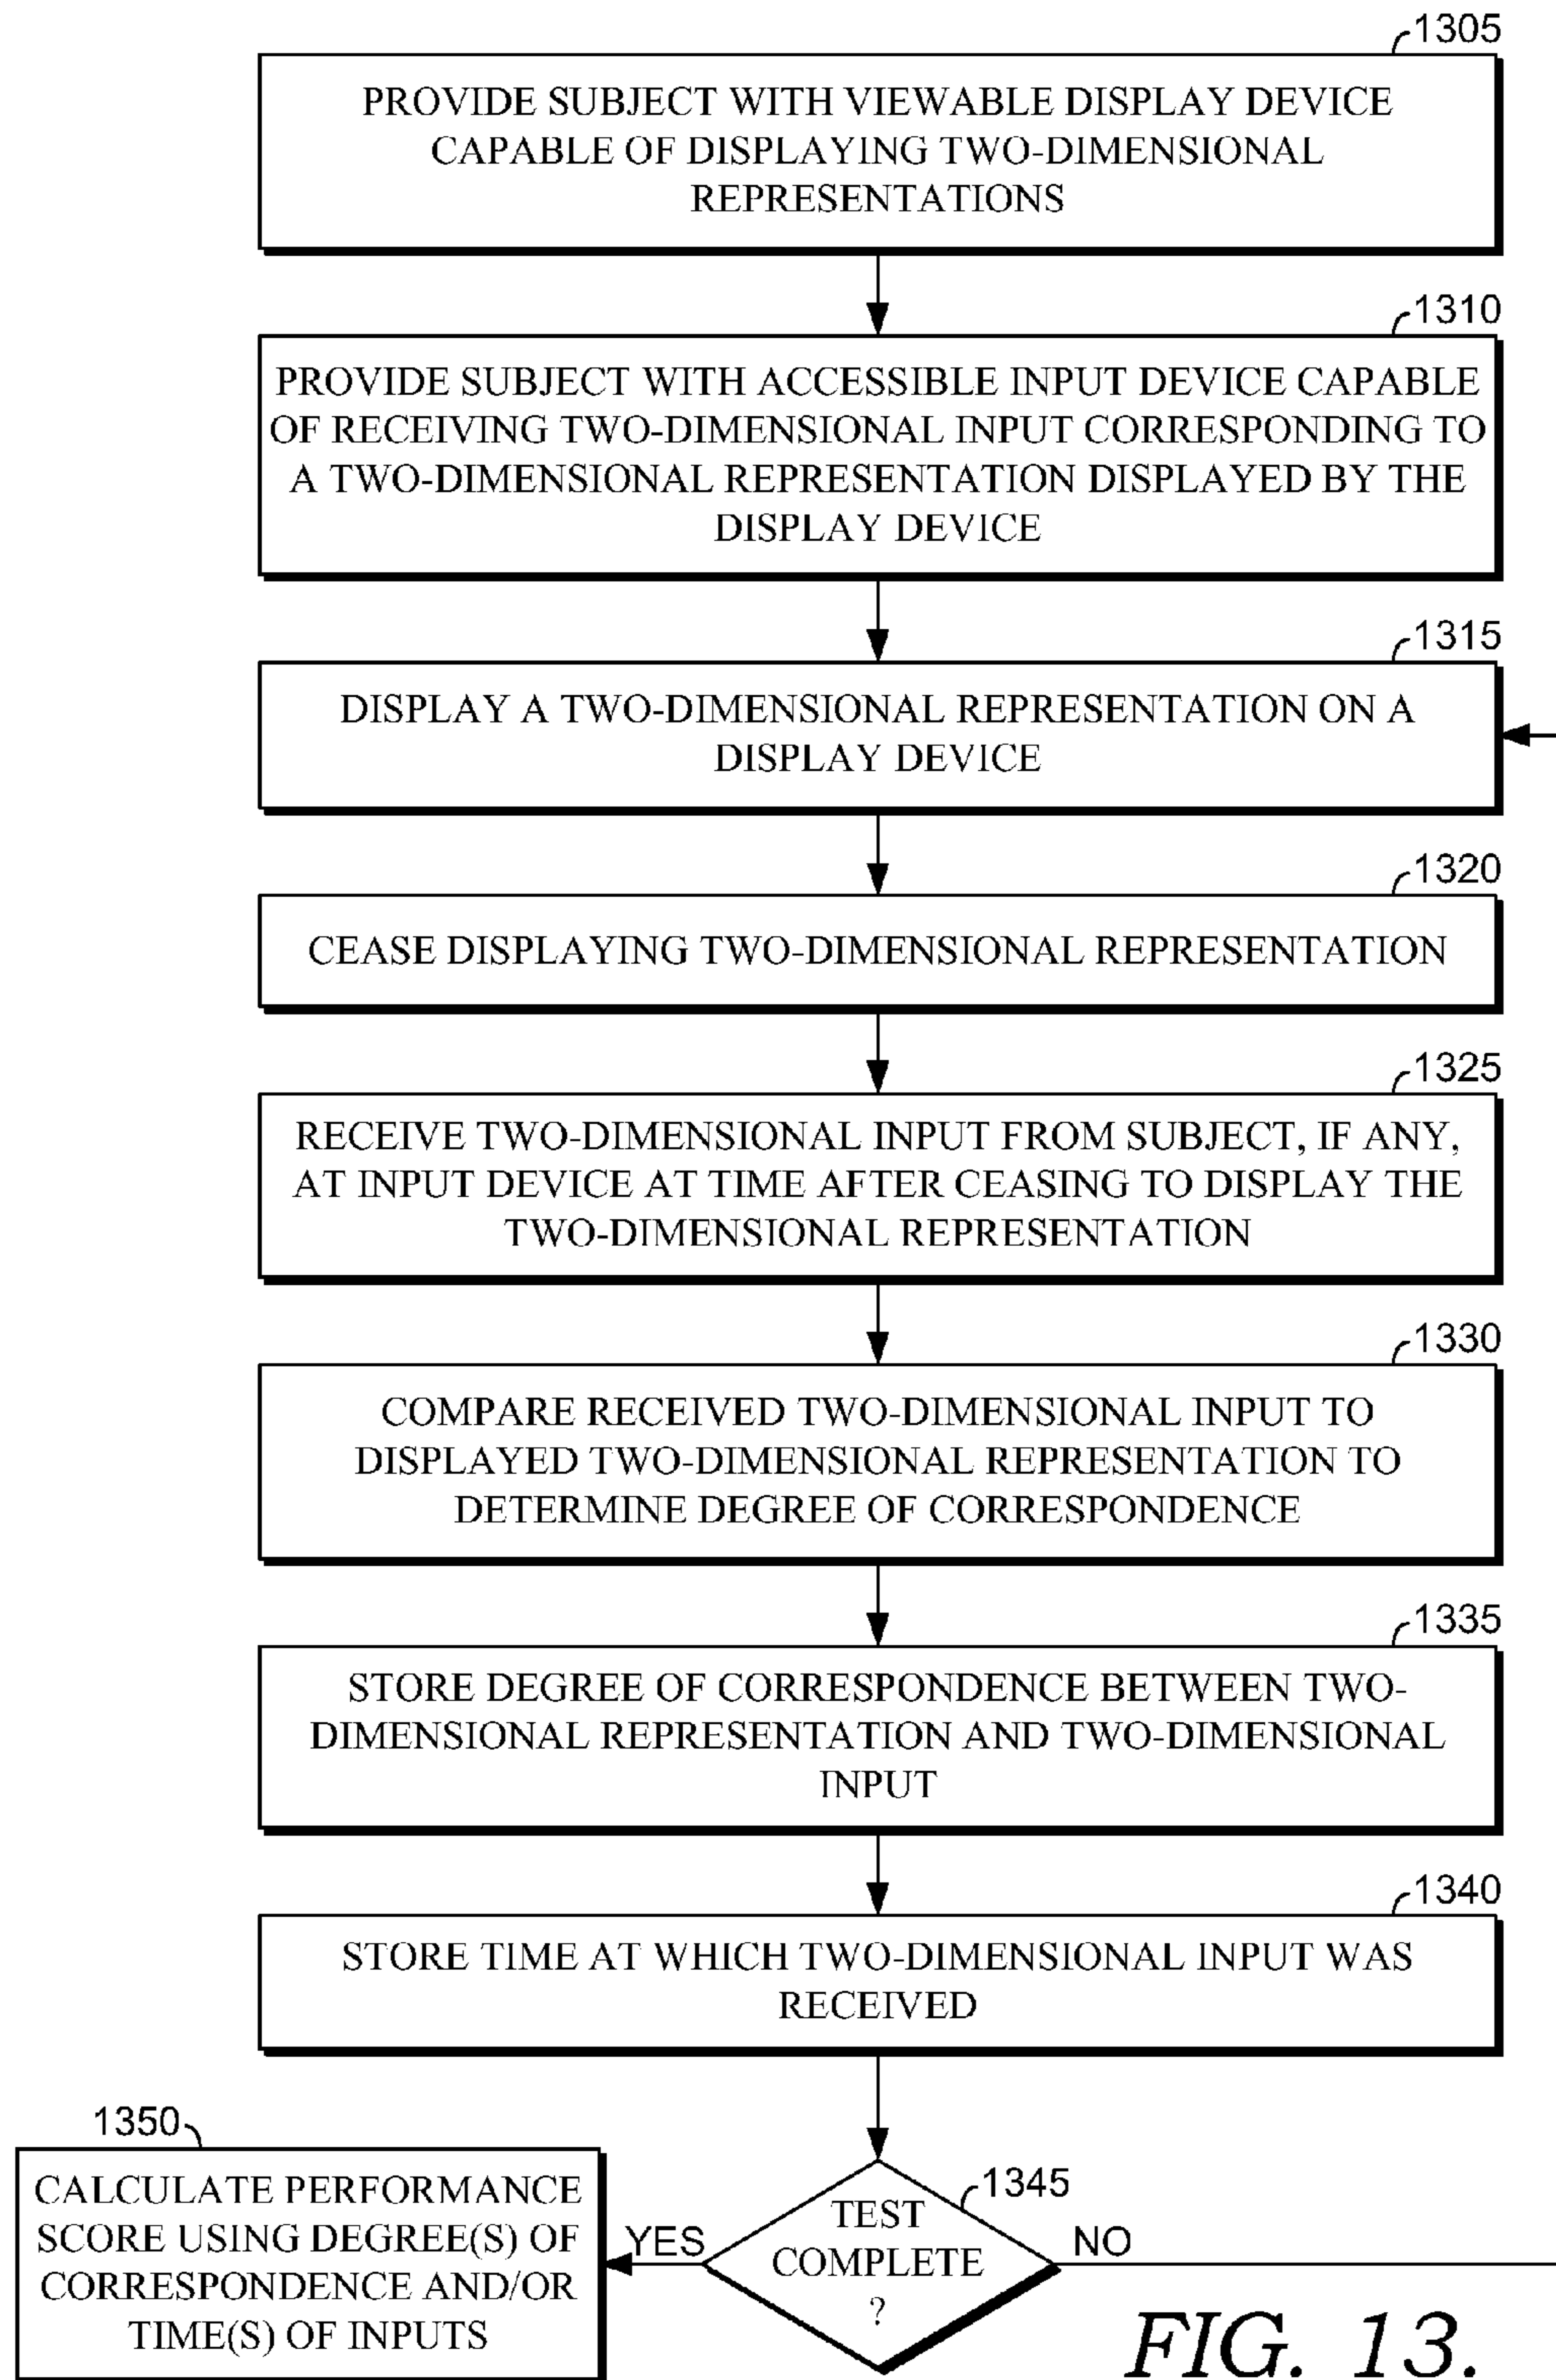 1305
PROVIDE SUBJECT WITH VIEWABLE DISPLAY DEVICE
CAPABLE OF DISPLAYING TWO-DIMENSIONAL
REPRESENTATIONS
1310
PROVIDE SUBJECT WITH ACCESSIBLE INPUT DEVICE CAPABLE
OF RECEIVING TWO-DIMENSIONAL INPUT CORRESPONDING TO
A TWO-DIMENSIONAL REPRESENTATION DISPLAYED BY THE
DISPLAY DEVICE
1315
DISPLAY A TWO-DIMENSIONAL REPRESENTATION ON A
DISPLAY DEVICE
1320
CEASE DISPLAYING TWO-DIMENSIONAL REPRESENTATION
1325
RECEIVE TWO-DIMENSIONAL INPUT FROM SUBJECT, IF ANY,
AT INPUT DEVICE AT TIME AFTER CEASING TO DISPLAY THE
TWO-DIMENSIONAL REPRESENTATION
1330
COMPARE RECEIVED TWO-DIMENSIONAL INPUT TO
DISPLAYED TWO-DIMENSIONAL REPRESENTATION TO
DETERMINE DEGREE OF CORRESPONDENCE
1335
STORE DEGREE OF CORRESPONDENCE BETWEEN TWO-
DIMENSIONAL REPRESENTATION AND TWO-DIMENSIONAL
INPUT
1340
STORE TIME AT WHICH TWO-DIMENSIONAL INPUT WAS
RECEIVED
1345
TEST
COMPLETE
?
YES
NO
1350
CALCULATE PERFORMANCE
SCORE USING DEGREE(S) OF
CORRESPONDENCE AND/OR
TIME(S) OF INPUTS
FIG. 13.